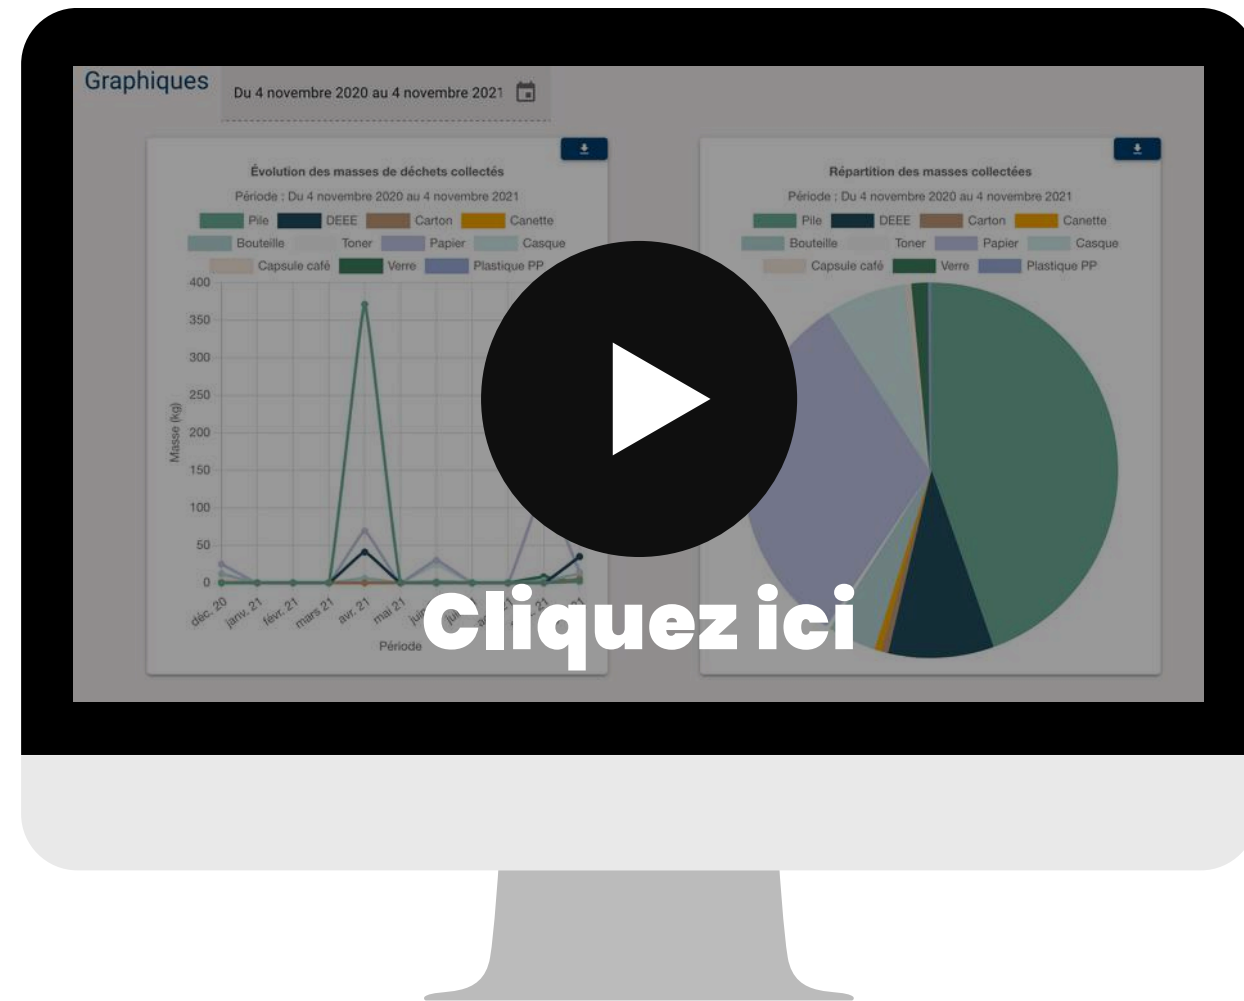 Graphiques
Du 4 novembre 2020 au 4 novembre 2021
Évolution des masses de déchets collectés
Période : Du 4 novembre 2020 au 4 novembre 2021
Pile DEEE Carton Canette
Bouteille Toner Papier Casque
Capsule café Verre Plastique PP
400
350
300
250
200
150
100
50
0
Masse (kg)
déc. 20 janv. 21 févr. 21 mars 21 avr. 21 mai 21
Période
Répartition des masses collectées
Période : Du 4 novembre 2020 au 4 novembre 2021
Pile DEEE Carton Canette
Bouteille Toner Papier Casque
Capsule café Verre Plastique PP
Cliquez ici